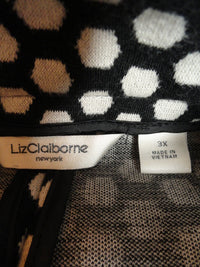 LizClaiborne
newyork
3X
MADE IN
VIETNAM